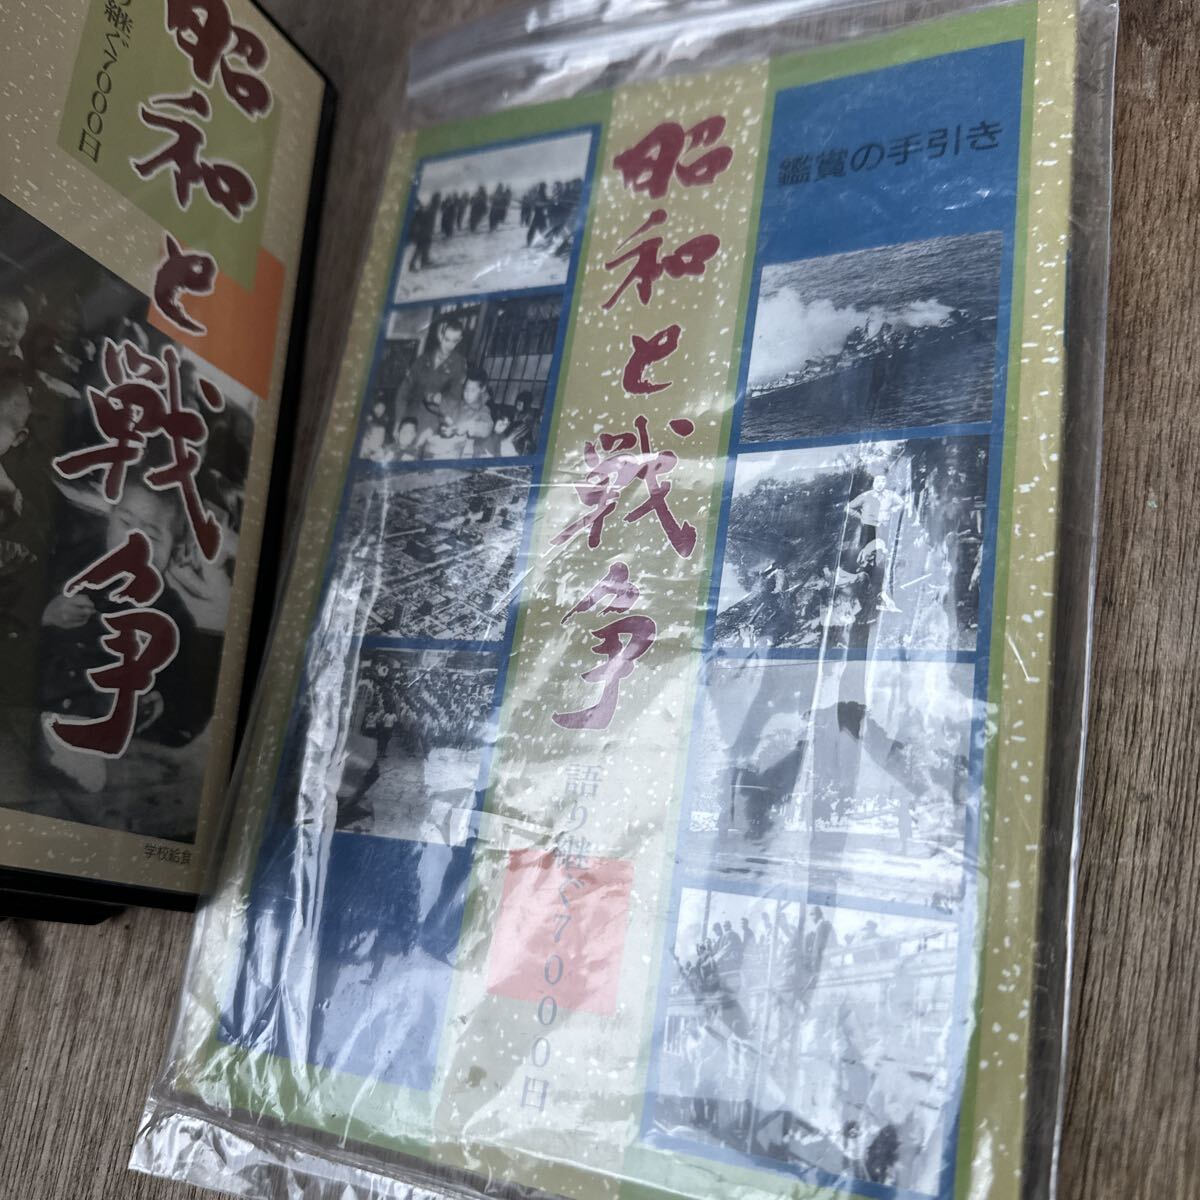 昭和と戦争
り継ぐ7000日
学校給食
鑑賞の手引き
昭和と戦争
語り継ぐ7000日